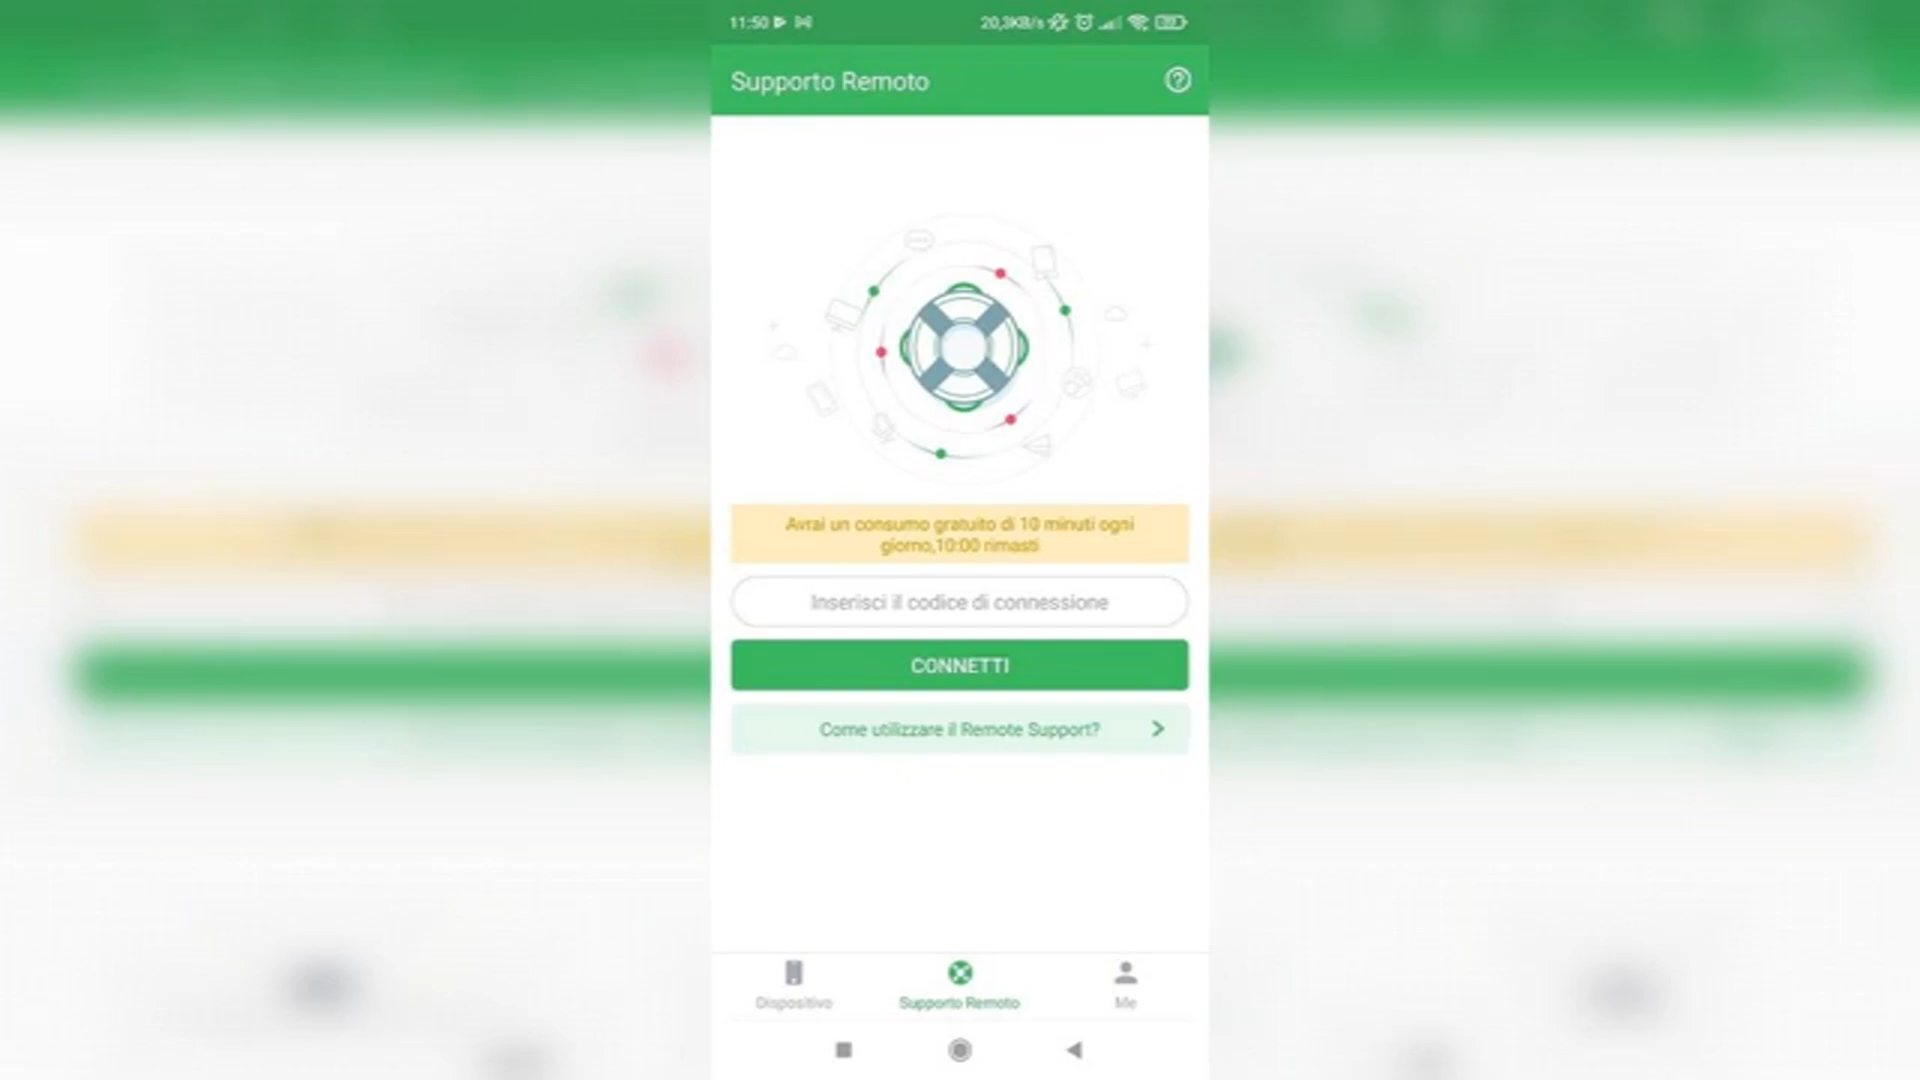 11:50
20,3KB/s
Supporto Remoto
Avrai un consumo gratuito di 10 minuti ogni
giorno,10:00 rimasti
Inserisci il codice di connessione
CONNETTI
Come utilizzare il Remote Support?
Dispositivo
Supporto Remoto
Me